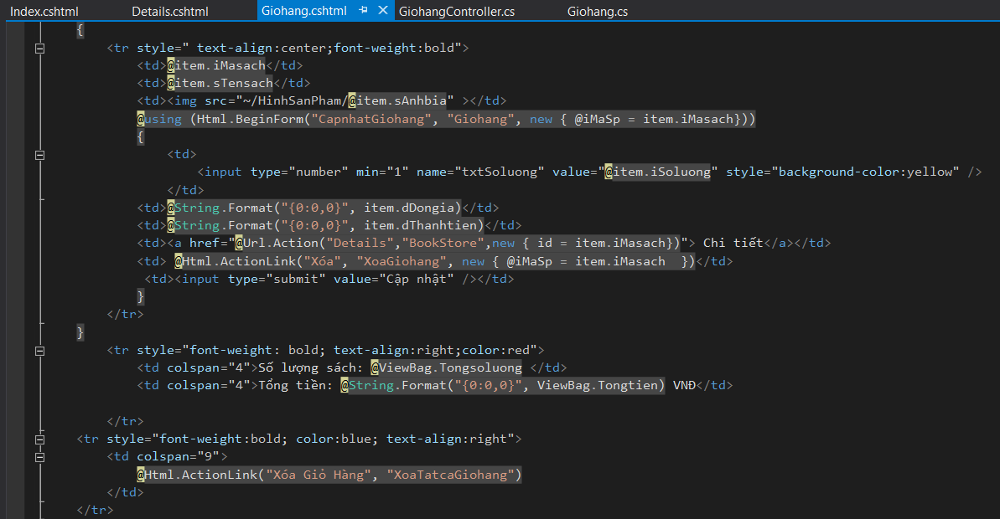 Index.cshtml Details.cshtml Giohang.cshtml GiohangController.cs Giohang.cs
{
<tr style=" text-align:center;font-weight:bold">
<td>@item.iMasach</td>
<td>@item.sTensach</td>
<td><img src="~/HinhSanPham/@item.sAnhbia" ></td>
@using (Html.BeginForm("CapnhatGiohang", "Giohang", new { @iMaSp = item.iMasach}))
{
<td>
<input type="number" min="1" name="txtSoluong" value="@item.iSoluong" style="background-color:yellow" />
</td>
<td>@String.Format("{0:0,0}", item.dDongia)</td>
<td>@String.Format("{0:0,0}", item.dThanhtien)</td>
<td><a href="@Url.Action("Details","BookStore",new { id = item.iMasach})"> Chi tiết</a></td>
<td> @Html.ActionLink("Xóa", "XoaGiohang", new { @iMaSp = item.iMasach  })</td>
<td><input type="submit" value="Cập nhật" /></td>
}
</tr>
}
<tr style="font-weight: bold; text-align:right;color:red">
<td colspan="4">Số lượng sách: @ViewBag.Tongsoluong </td>
<td colspan="4">Tổng tiền: @String.Format("{0:0,0}", ViewBag.Tongtien) VNĐ</td>
</tr>
<tr style="font-weight:bold; color:blue; text-align:right">
<td colspan="9">
@Html.ActionLink("Xóa Giỏ Hàng", "XoaTatcaGiohang")
</td>
</tr>